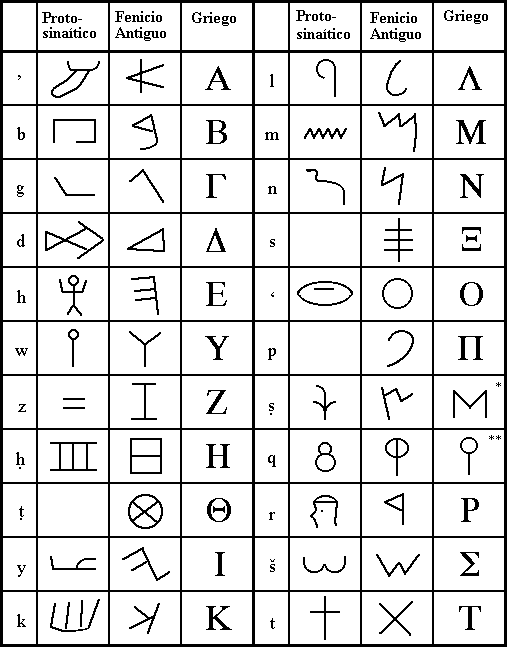 Proto-sinaítico Fenicio Antiguo Griego Proto-sinaítico Fenicio Antiguo Griego
ʾ 𐤀 Α l 𐤋 Λ
b 𐤁 Β m 𐤌 Μ
g 𐤂 Γ n 𐤍 Ν
d 𐤃 Δ s 𐤎 Ξ
h 𐤄 Ε ʿ 𐤏 Ο
w 𐤅 Υ p 𐤐 Π
z 𐤆 Ζ ṣ 𐤑 Ϻ *
ḥ 𐤇 Η q 𐤒 Ϙ **
ṭ 𐤈 Θ r 𐤓 Ρ
y 𐤉 Ι š 𐤔 Σ
k 𐤊 Κ t 𐤕 Τ